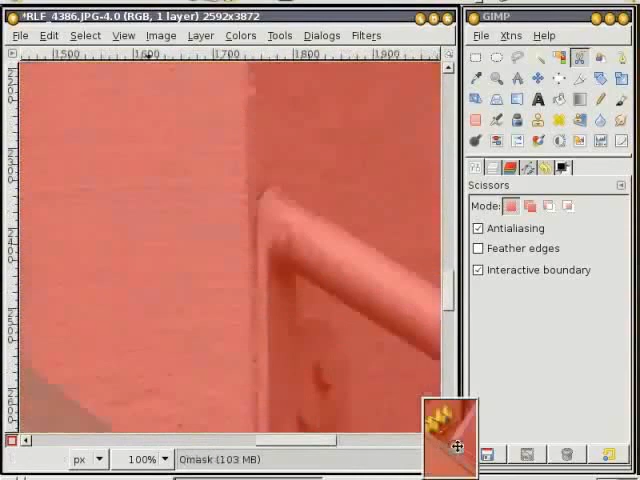 *RLF_4386.JPG-4.0 (RGB, 1 layer) 2592x3872
File Edit Select View Image Layer Colors Tools Dialogs Filters
1500 1600 1700 1800 1900
px 100% Qmask (103 MB)
GIMP
File Xtns Help
Scissors
Mode:
Antialiasing
Feather edges
Interactive boundary